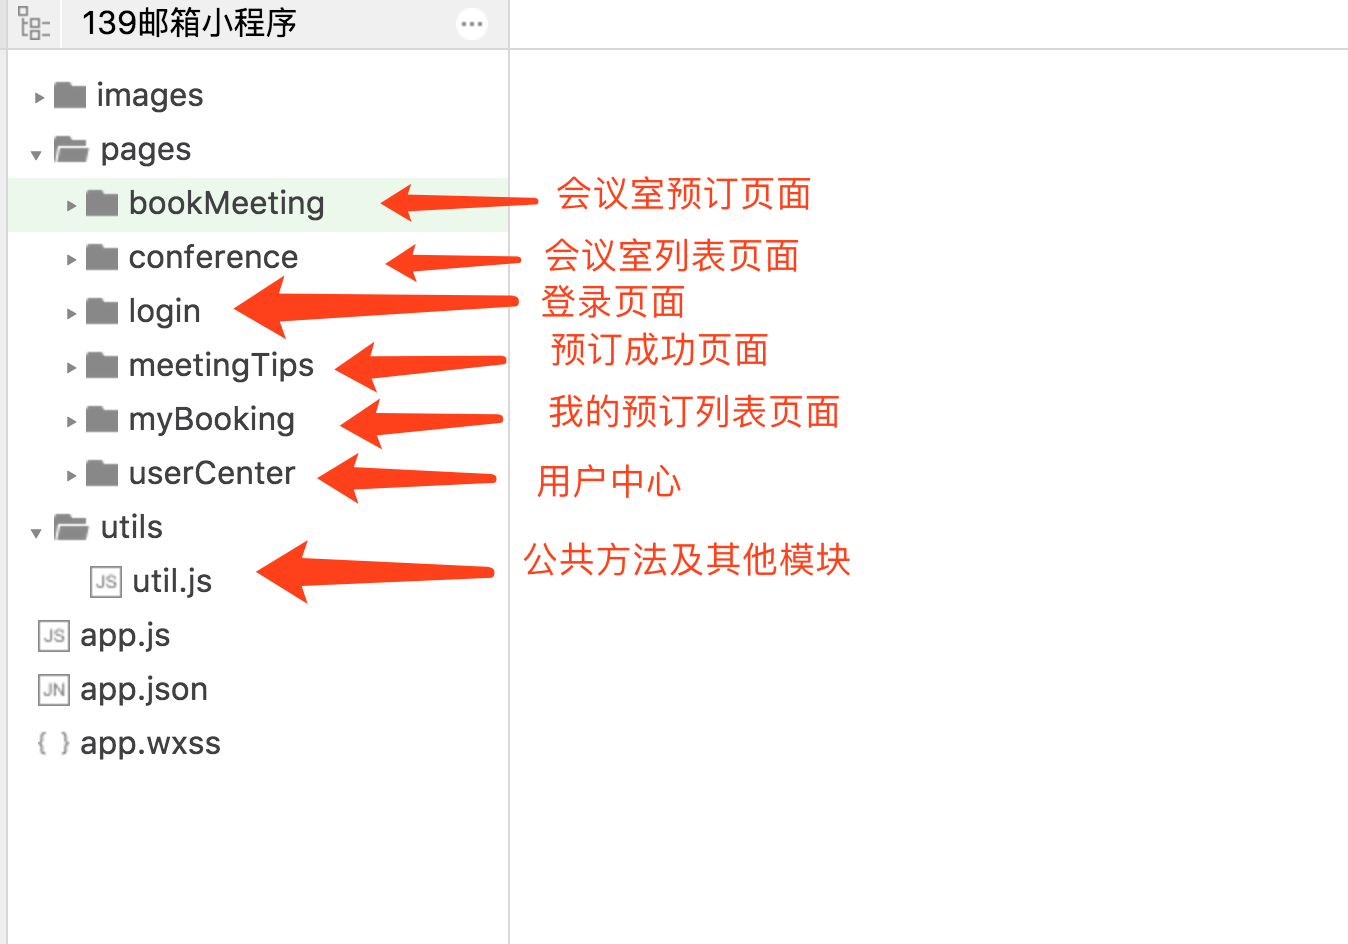 139邮箱小程序
images
pages
bookMeeting
会议室预订页面
conference
会议室列表页面
login
登录页面
meetingTips
预订成功页面
myBooking
我的预订列表页面
userCenter
用户中心
utils
JS util.js
公共方法及其他模块
JS app.js
JN app.json
{ } app.wxss